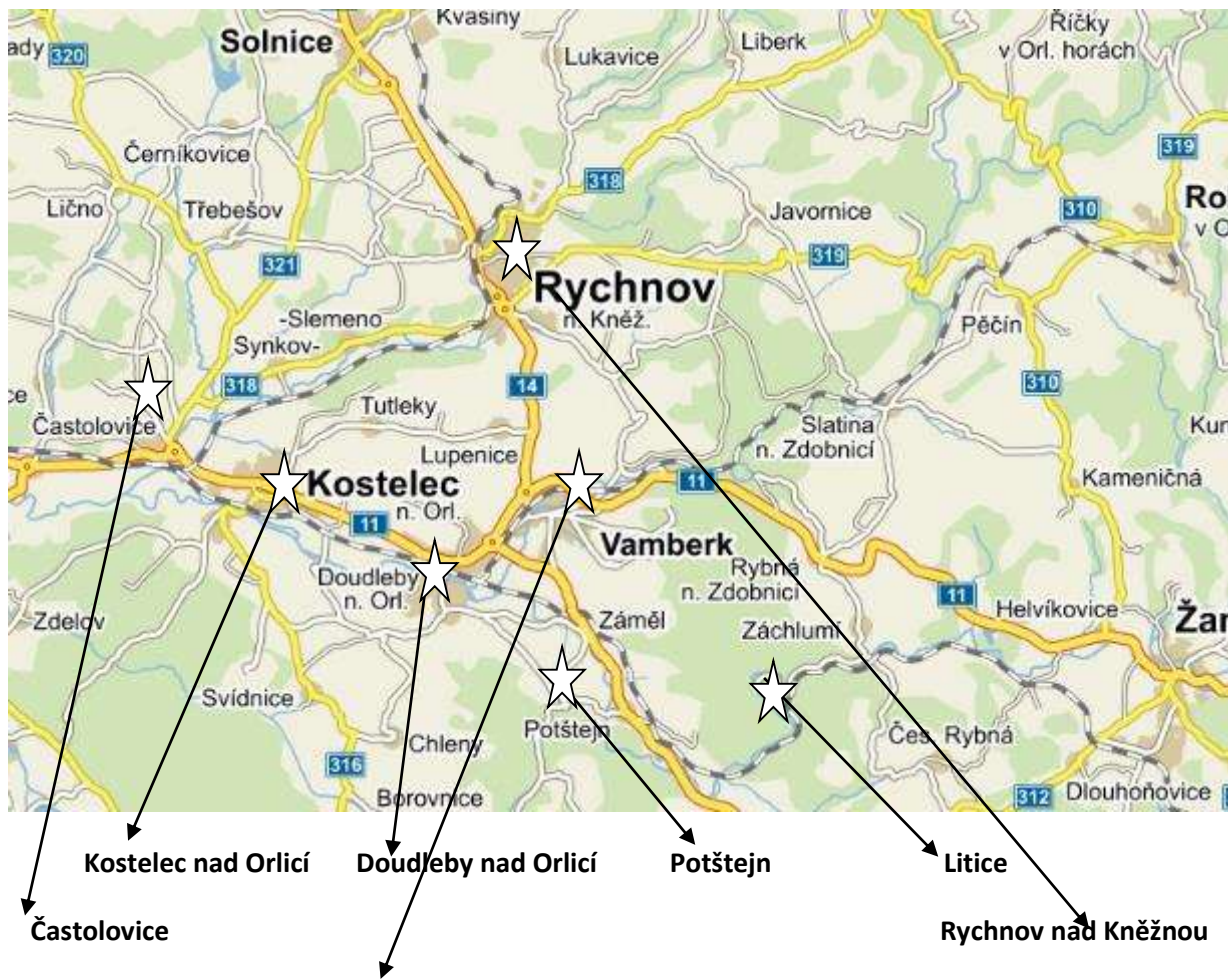 Kvasiny
Říčky
v Orl. horách
Solnice
Liberk
Lukavice
ady
320
Černíkovice
319
318
Lično
Třebešov
Javornice
310
Ro
v O
321
319
Rychnov
n. Kněž.
-Slemeno
Synkov-
Pěčín
318
14
310
ce
Tutleky
Častolovice
Lupenice
Slatina
n. Zdobnicí
Kun
Kostelec
n. Orl.
11
Kameničná
11
Vamberk
Doudleby
n. Orl.
Rybná
n. Zdobnicí
11
Helvíkovice
Zdelov
Záměl
Záchlumí
Žam
Svídnice
Potštejn
Chleny
Čes. Rybná
316
Borovnice
312
Dlouhoňovice
Kostelec nad Orlicí
Doudleby nad Orlicí
Potštejn
Litice
Častolovice
Rychnov nad Kněžnou